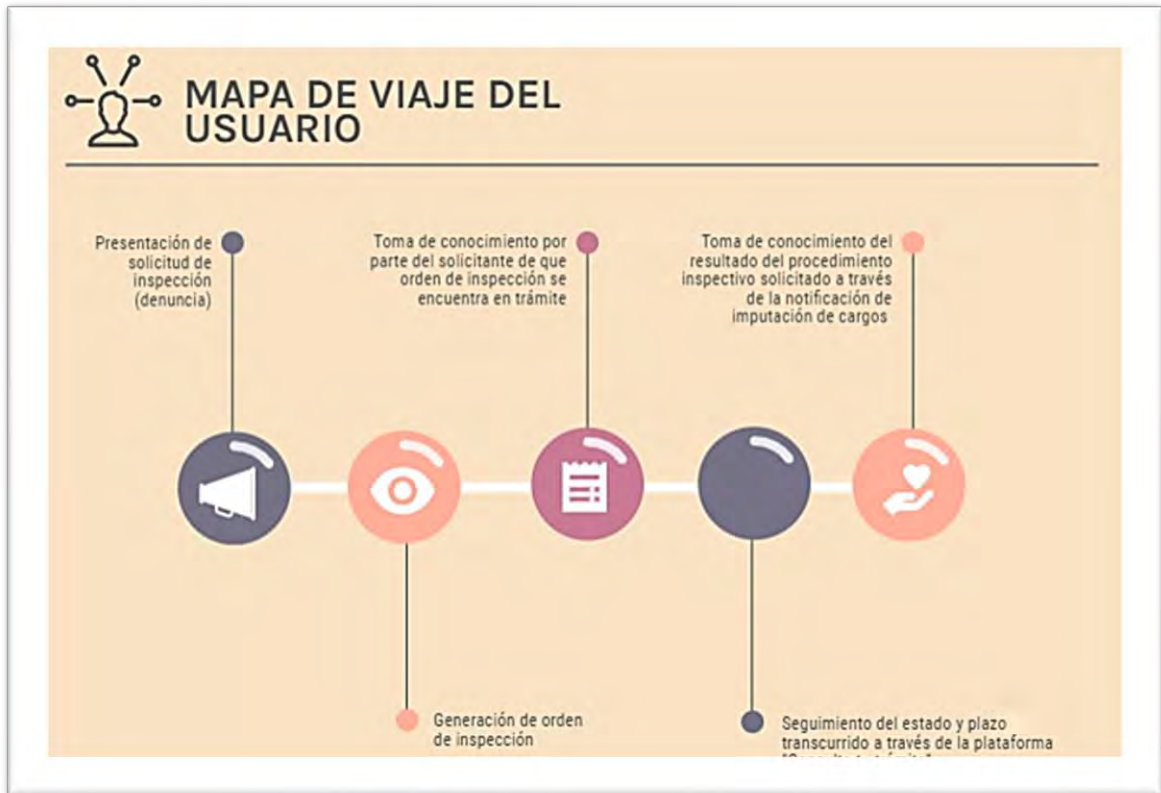 MAPA DE VIAJE DEL
USUARIO
Presentación de
solicitud de
inspección
(denuncia)
Toma de conocimiento por
parte del solicitante de que
orden de inspección se
encuentra en trámite
Toma de conocimiento del
resultado del procedimiento
inspectivo solicitado a través
de la notificación de
imputación de cargos
Generación de orden
de inspección
Seguimiento del estado y plazo
transcurrido a través de la plataforma